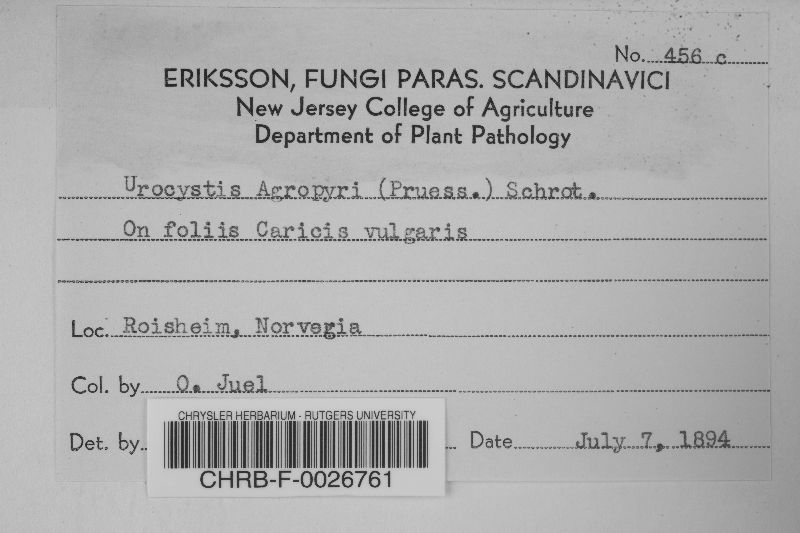 No. 456 c
ERIKSSON, FUNGI PARAS. SCANDINAVICI
New Jersey College of Agriculture
Department of Plant Pathology
Urocystis Agropyri (Pruess.) Schrot.
On foliis Caricis vulgaris
Loc. Roisheim, Norvegia
Col. by O. Juel
CHRYSLER HERBARIUM - RUTGERS UNIVERSITY
Det. by Date July 7, 1894
CHRB-F-0026761